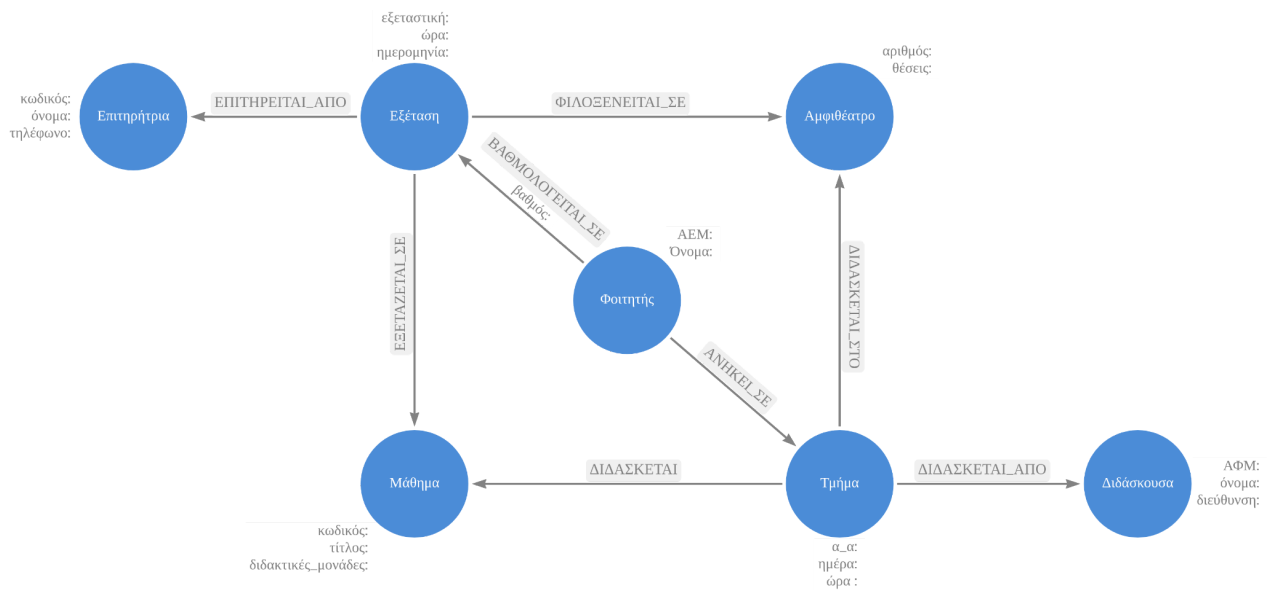 εξεταστική:
ώρα:
ημερομηνία:
αριθμός:
θέσεις:
κωδικός:
όνομα:
τηλέφωνο:
Επιτηρήτρια
ΕΠΙΤΗΡΕΙΤΑΙ_ΑΠΟ
Εξέταση
ΦΙΛΟΞΕΝΕΙΤΑΙ_ΣΕ
Αμφιθέατρο
ΒΑΘΜΟΛΟΓΕΙΤΑΙ_ΣΕ
βαθμός:
ΑΕΜ:
Όνομα:
ΕΞΕΤΑΖΕΤΑΙ_ΣΕ
Φοιτητής
ΔΙΔΑΣΚΕΤΑΙ_ΣΤΟ
ΑΝΗΚΕΙ_ΣΕ
Μάθημα
ΔΙΔΑΣΚΕΤΑΙ
Τμήμα
ΔΙΔΑΣΚΕΤΑΙ_ΑΠΟ
Διδάσκουσα
ΑΦΜ:
όνομα:
διεύθυνση:
κωδικός:
τίτλος:
διδακτικές_μονάδες:
α_α:
ημέρα:
ώρα :